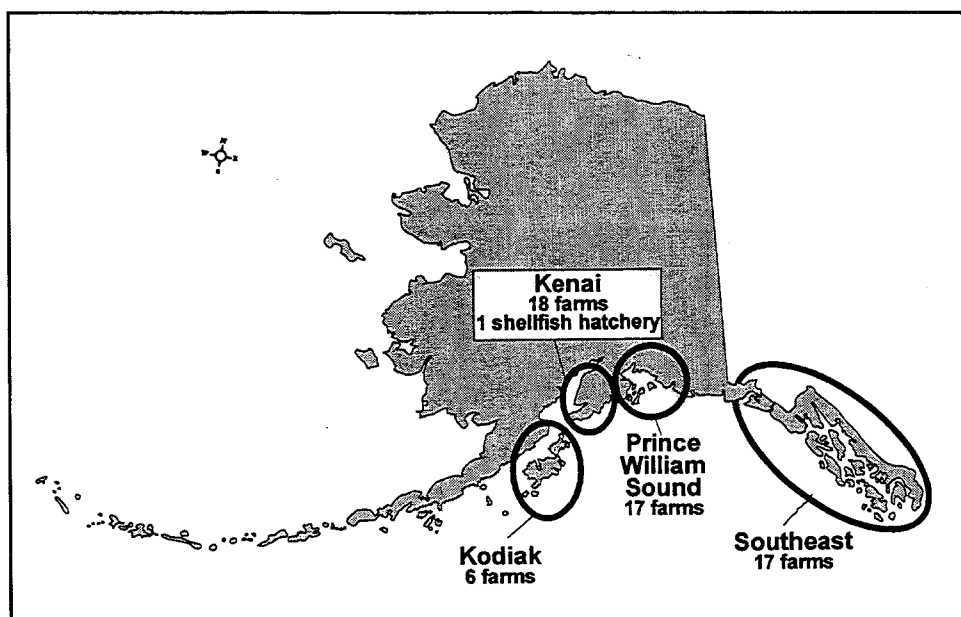 Kenai
18 farms
1 shellfish hatchery
Prince
William
Sound
17 farms
Southeast
17 farms
Kodiak
6 farms